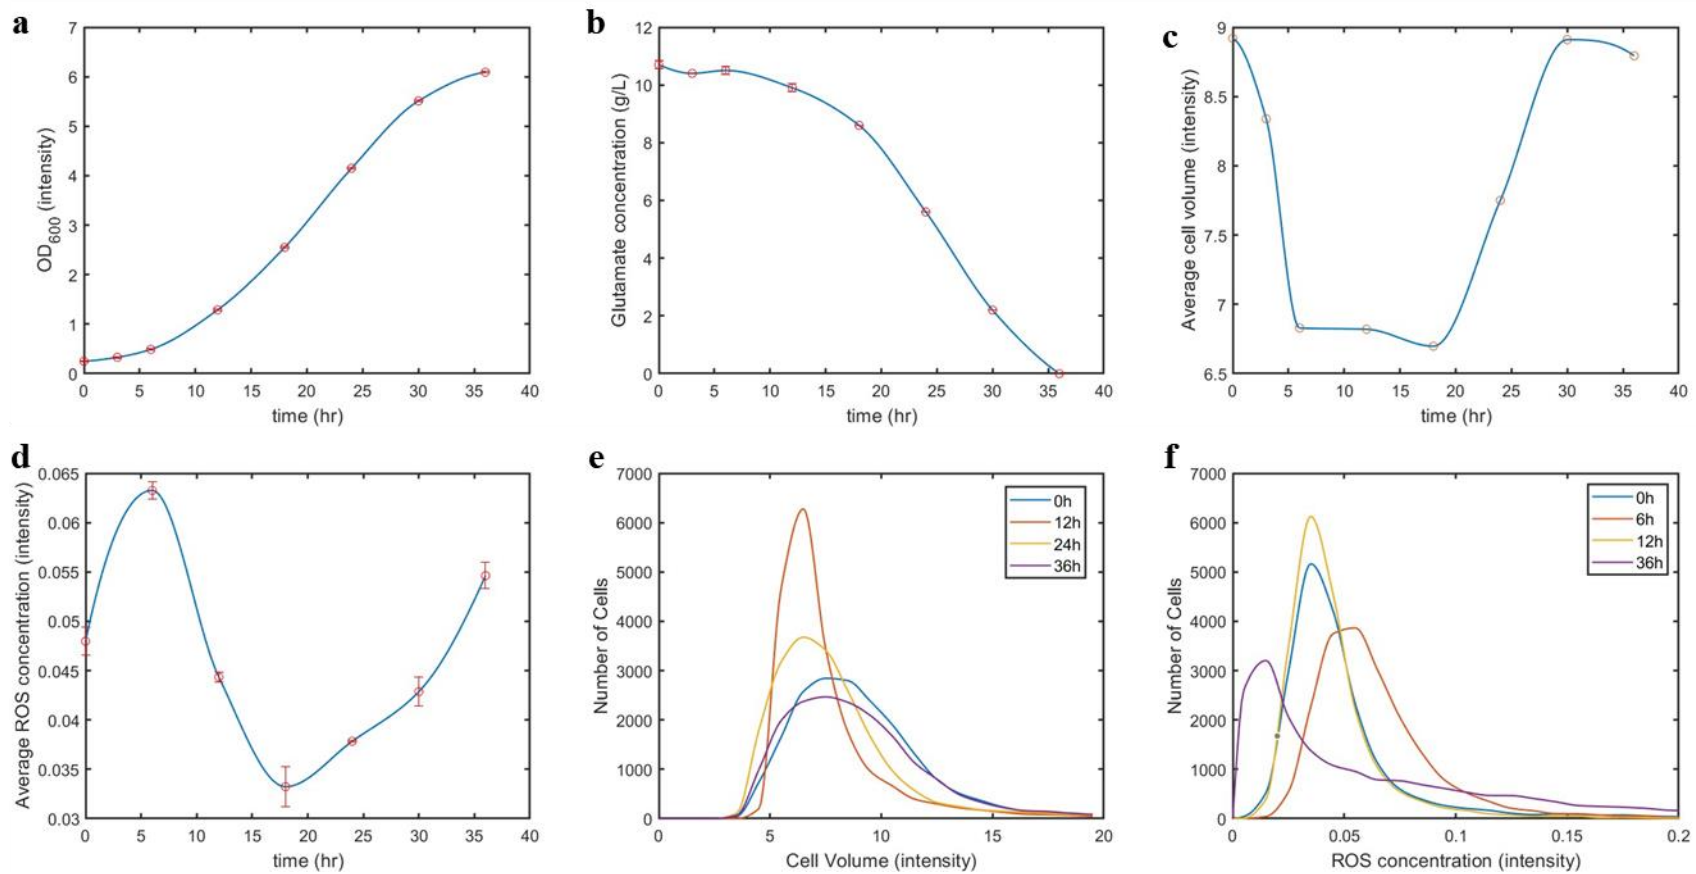 a
7
6
5
4
3
2
1
0
OD600 (intensity)
0 5 10 15 20 25 30 35 40
time (hr)
b
12
10
8
6
4
2
0
Glutamate concentration (g/L)
0 5 10 15 20 25 30 35 40
time (hr)
c
9
8.5
8
7.5
7
6.5
Average cell volume (intensity)
0 5 10 15 20 25 30 35 40
time (hr)
d
0.065
0.06
0.055
0.05
0.045
0.04
0.035
0.03
Average ROS concentration (intensity)
0 5 10 15 20 25 30 35 40
time (hr)
e
7000
6000
5000
4000
3000
2000
1000
0
Number of Cells
0h
12h
24h
36h
0 5 10 15 20
Cell Volume (intensity)
f
7000
6000
5000
4000
3000
2000
1000
0
Number of Cells
0h
6h
12h
36h
0 0.05 0.1 0.15 0.2
ROS concentration (intensity)